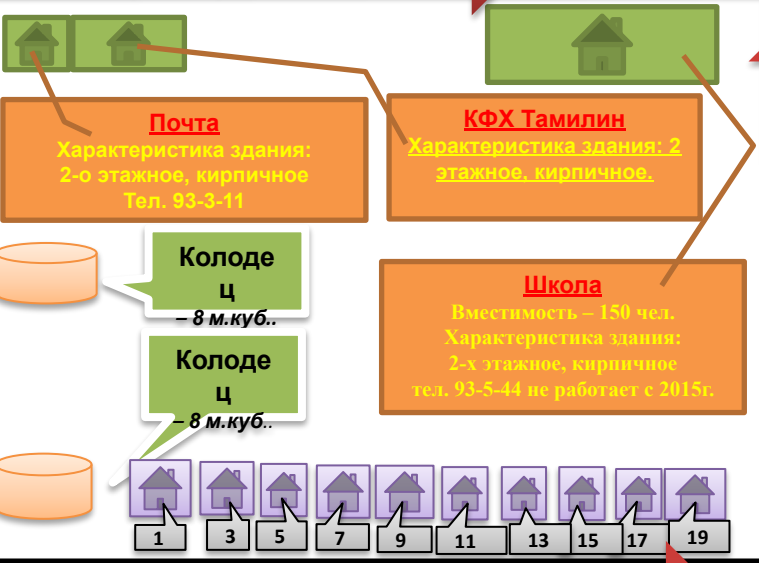 Почта
Характеристика здания:
2-о этажное, кирпичное
Тел. 93-3-11
КФХ Тамилин
Характеристика здания: 2
этажное, кирпичное.
Колоде
ц
– 8 м.куб..
Школа
Вместимость – 150 чел.
Характеристика здания:
2-х этажное, кирпичное
тел. 93-5-44 не работает с 2015г.
Колоде
ц
– 8 м.куб..
1 3 5 7 9 11 13 15 17 19